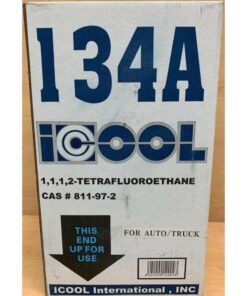 134A
iCOOL
1,1,1,2-TETRAFLUOROETHANE
CAS # 811-97-2
THIS
END
UP FOR
USE
FOR AUTO/TRUCK
ICOOL International , INC